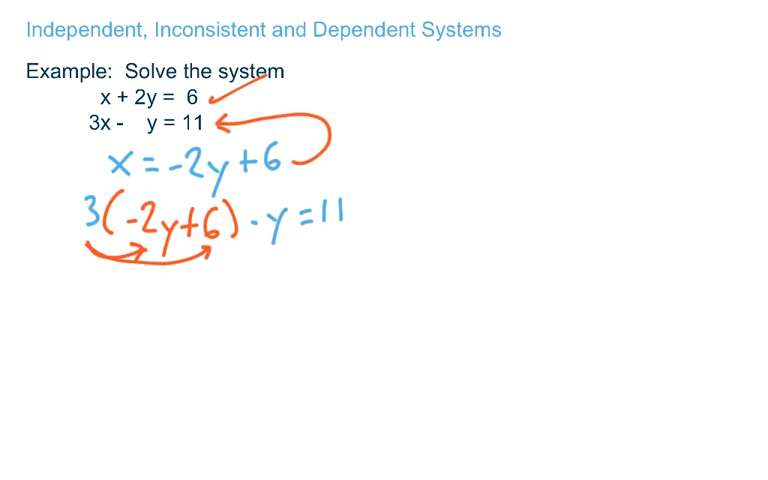 Independent, Inconsistent and Dependent Systems
Example: Solve the system
x + 2y = 6
3x - y = 11
x = -2y + 6
3(-2y+6) - y = 11